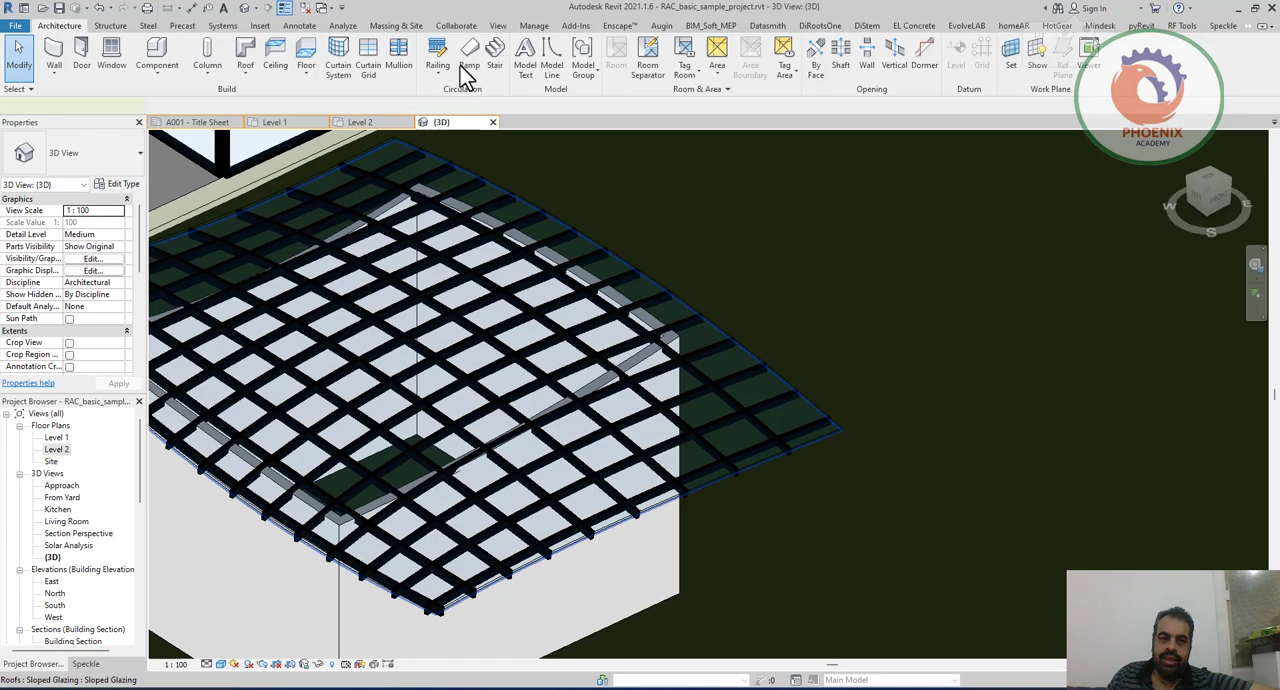 Autodesk Revit 2021.1.6 - RAC_basic_sample_project.rvt - 3D View: {3D}
Sign In
File Architecture Structure Steel Precast Systems Insert Annotate Analyze Massing & Site Collaborate View Manage Add-Ins Enscape™ Augin BIM_Soft_MEP Datasmith DiRootsOne DiStem EL Concrete EvolveLAB homeAR HotGear Mindesk pyRevit RF Tools Speckle
Modify Wall Door Window Component Column Roof Ceiling Floor Curtain System Curtain Grid Mullion Railing Ramp Stair Model Text Model Line Model Group Room Room Separator Tag Room Area Area Boundary Tag Area By Face Shaft Wall Vertical Dormer Level Grid Set Show Ref Plane Viewer
Select Build Circulation Model Room & Area Opening Datum Work Plane
PHOENIX
ACADEMY
Properties
A001 - Title Sheet Level 1 Level 2 {3D}
3D View
3D View: {3D} Edit Type
Graphics
View Scale 1 : 100
Scale Value 1: 100
Detail Level Medium
Parts Visibility Show Original
Visibility/Grap... Edit...
Graphic Displ... Edit...
Discipline Architectural
Show Hidden ... By Discipline
Default Analy... None
Sun Path
Extents
Crop View
Crop Region ...
Annotation Cr...
Properties help Apply
Project Browser - RAC_basic_sampl...
Views (all)
Floor Plans
Level 1
Level 2
Site
3D Views
Approach
From Yard
Kitchen
Living Room
Section Perspective
Solar Analysis
{3D}
Elevations (Building Elevation
East
North
South
West
Sections (Building Section)
Building Section
Project Browser... Speckle
1 : 100
Roofs : Sloped Glazing : Sloped Glazing
:0 Main Model
W S E
TOP
FRONT